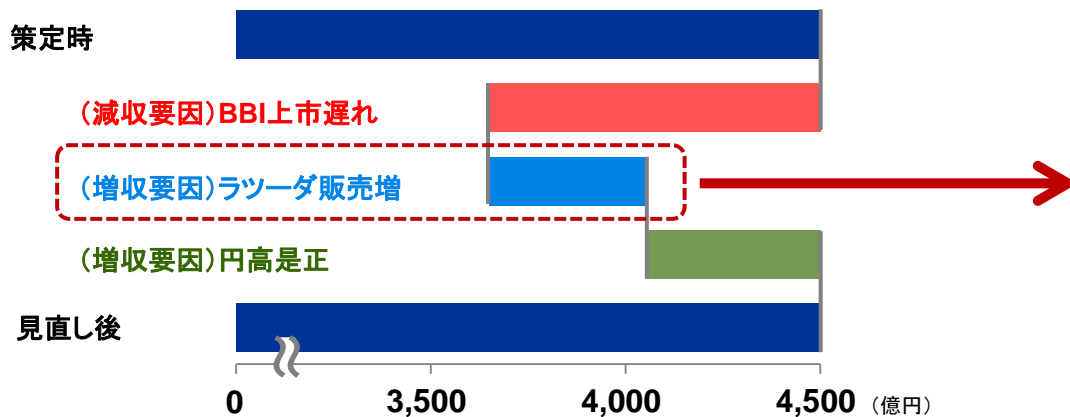 策定時
（減収要因）BBI上市遅れ
（増収要因）ラツーダ販売増
（増収要因）円高是正
見直し後
0 3,500 4,000 4,500 （億円）